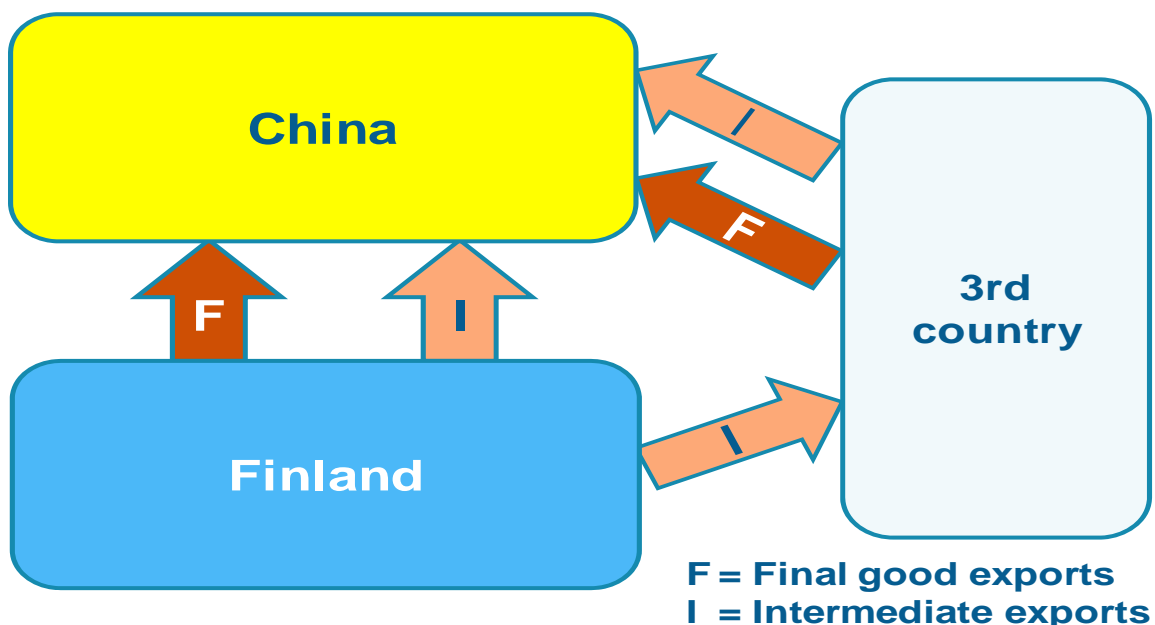 China
I
F
3rd
country
F
I
Finland
I
F = Final good exports
I = Intermediate exports